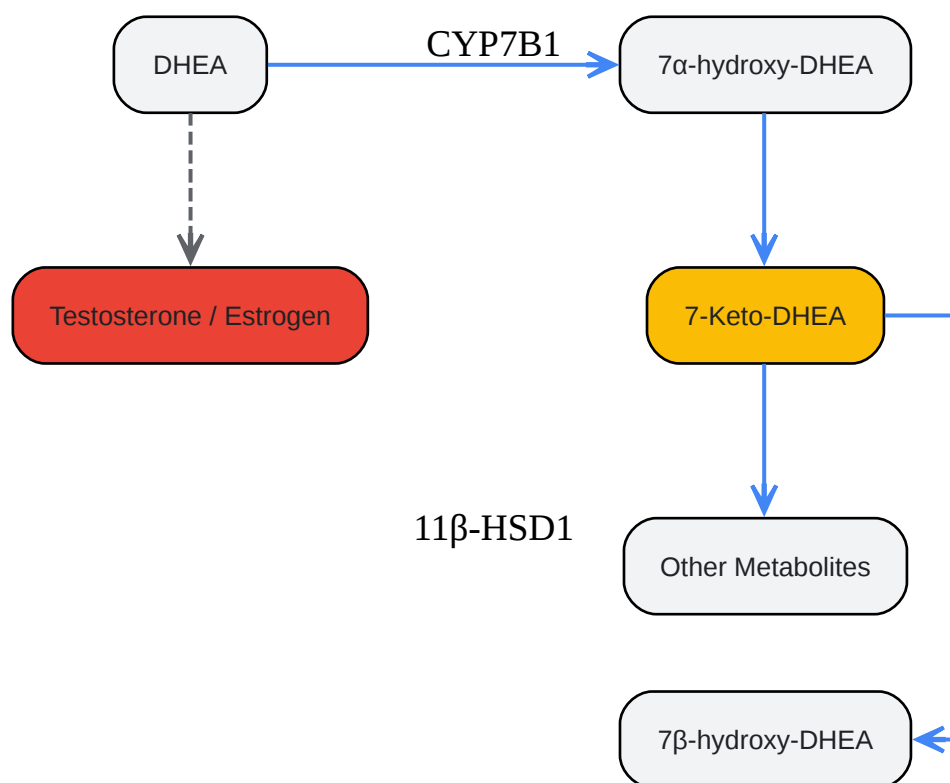 CYP7B1
DHEA
7α-hydroxy-DHEA
Testosterone / Estrogen
7-Keto-DHEA
11β-HSD1
Other Metabolites
7β-hydroxy-DHEA